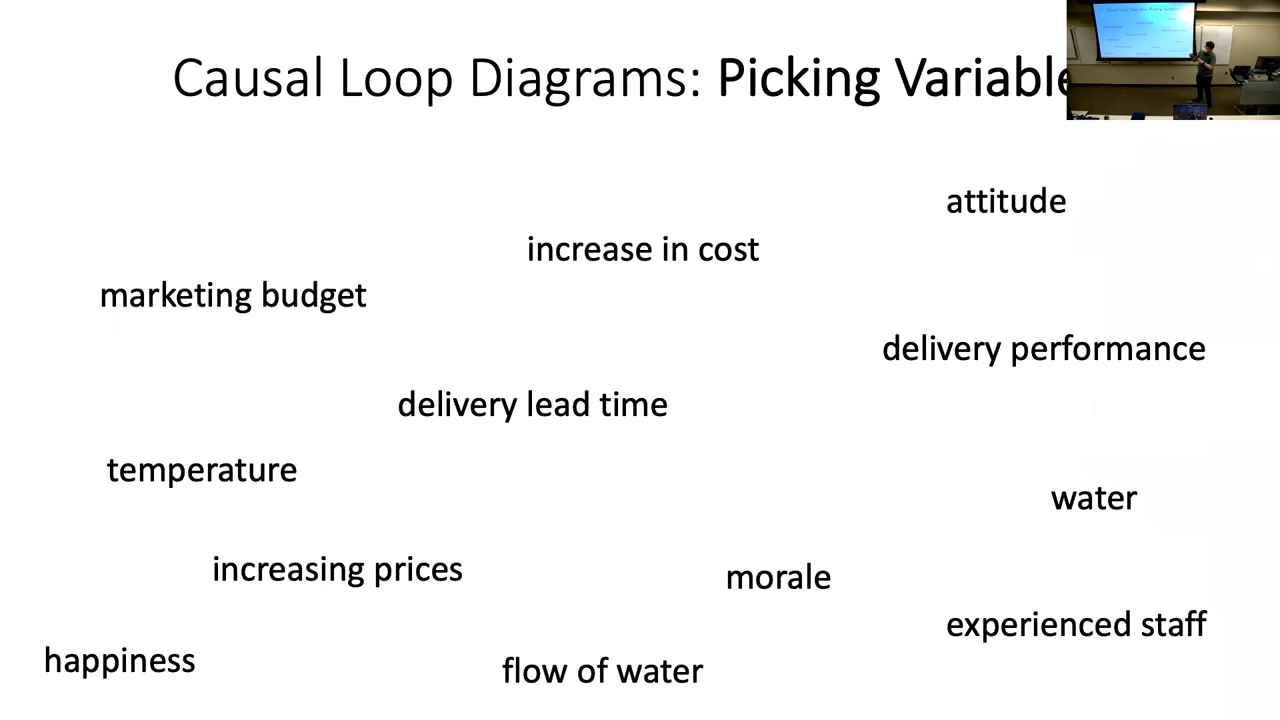 Causal Loop Diagrams: Picking Variable
attitude
increase in cost
marketing budget
delivery performance
delivery lead time
temperature
water
increasing prices
morale
experienced staff
happiness
flow of water